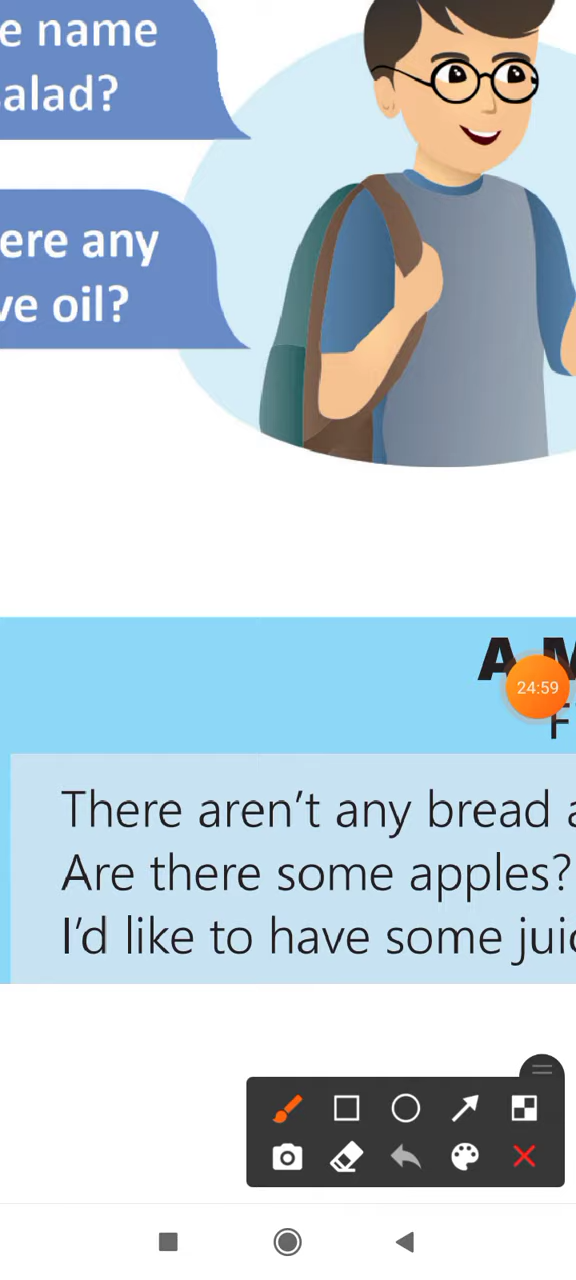 e name
alad?
ere any
ve oil?
A M
24:59
F
There aren't any bread a
Are there some apples?
I'd like to have some juic